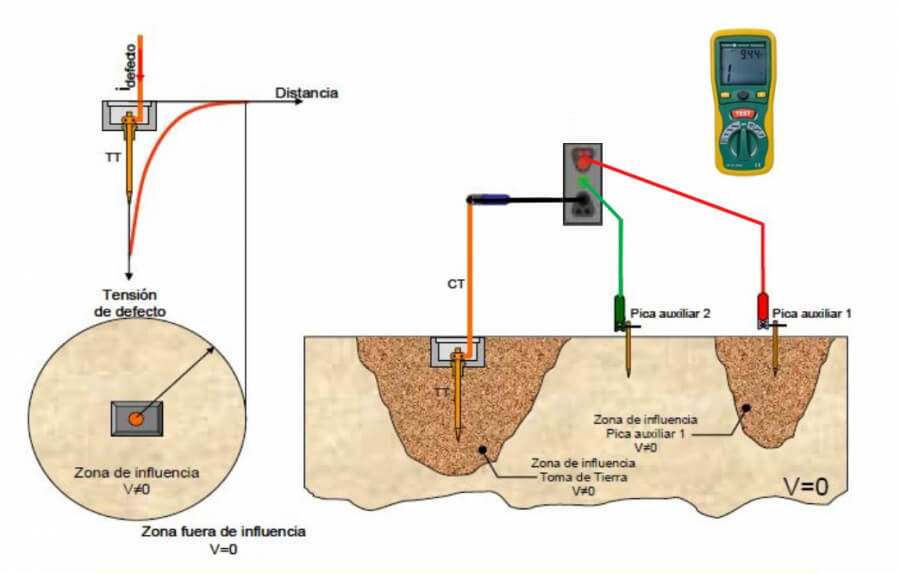 i defecto
Distancia
TT
Tensión
de defecto
Zona de influencia
V≠0
Zona fuera de influencia
V=0
944
TEST
CT
Pica auxiliar 2
Pica auxiliar 1
TT
Zona de influencia
Pica auxiliar 1
V≠0
Zona de influencia
Toma de Tierra
V≠0
V=0